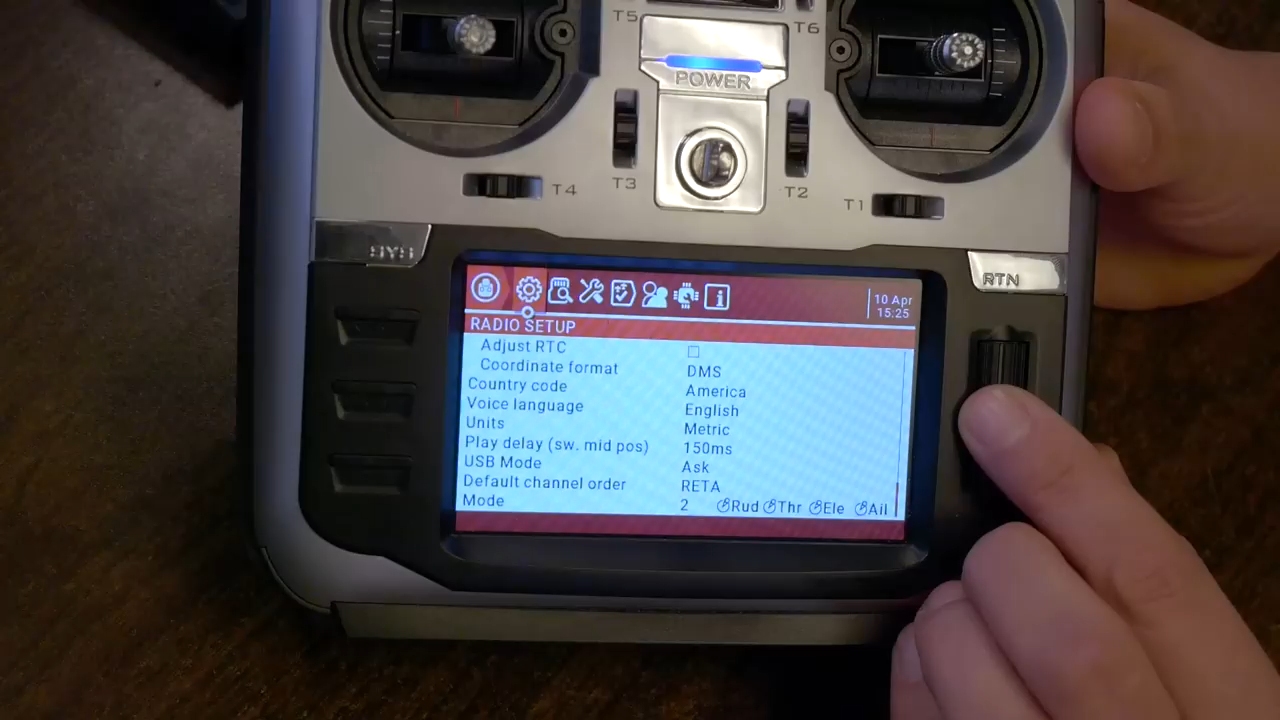 T5
T6
POWER
T4
T3
T2
T1
SYS
RTN
10 Apr
15:25
RADIO SETUP
Adjust RTC
Coordinate format DMS
Country code America
Voice language English
Units Metric
Play delay (sw. mid pos) 150ms
USB Mode Ask
Default channel order RETA
Mode 2 Rud Thr Ele Ail